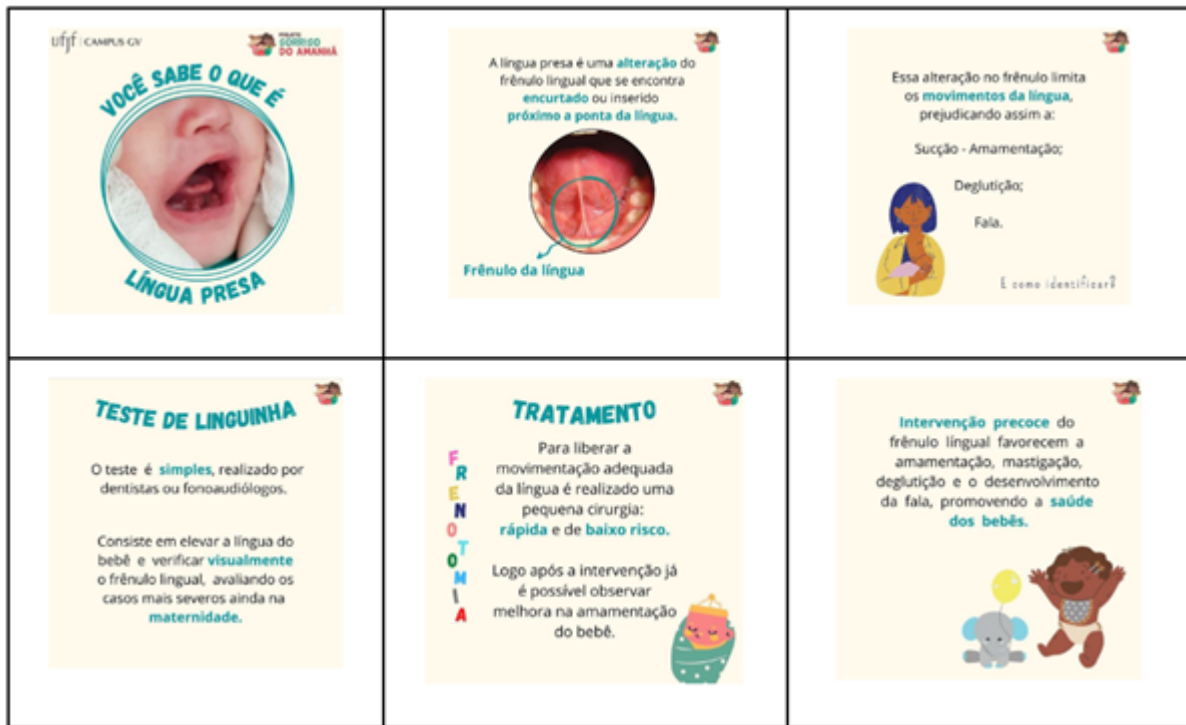 ufjf | CAMPUS GV
PROJETO
SORRISO
DO AMANHÃ
VOCÊ SABE O QUE É
LÍNGUA PRESA
A língua presa é uma alteração do
frênulo lingual que se encontra
encurtado ou inserido
próximo a ponta da língua.
Frênulo da língua
Essa alteração no frênulo limita
os movimentos da língua,
prejudicando assim a:
Sucção - Amamentação;
Deglutição;
Fala.
E como identificar?
TESTE DE LINGUINHA
O teste é simples, realizado por
dentistas ou fonoaudiólogos.
Consiste em elevar a língua do
bebê e verificar visualmente
o frênulo lingual, avaliando os
casos mais severos ainda na
maternidade.
TRATAMENTO
FRENOTOMIA
Para liberar a
movimentação adequada
da língua é realizado uma
pequena cirurgia:
rápida e de baixo risco.
Logo após a intervenção já
é possível observar
melhora na amamentação
do bebê.
Intervenção precoce do
frênulo língual favorecem a
amamentação, mastigação,
deglutição e o desenvolvimento
da fala, promovendo a saúde
dos bebês.